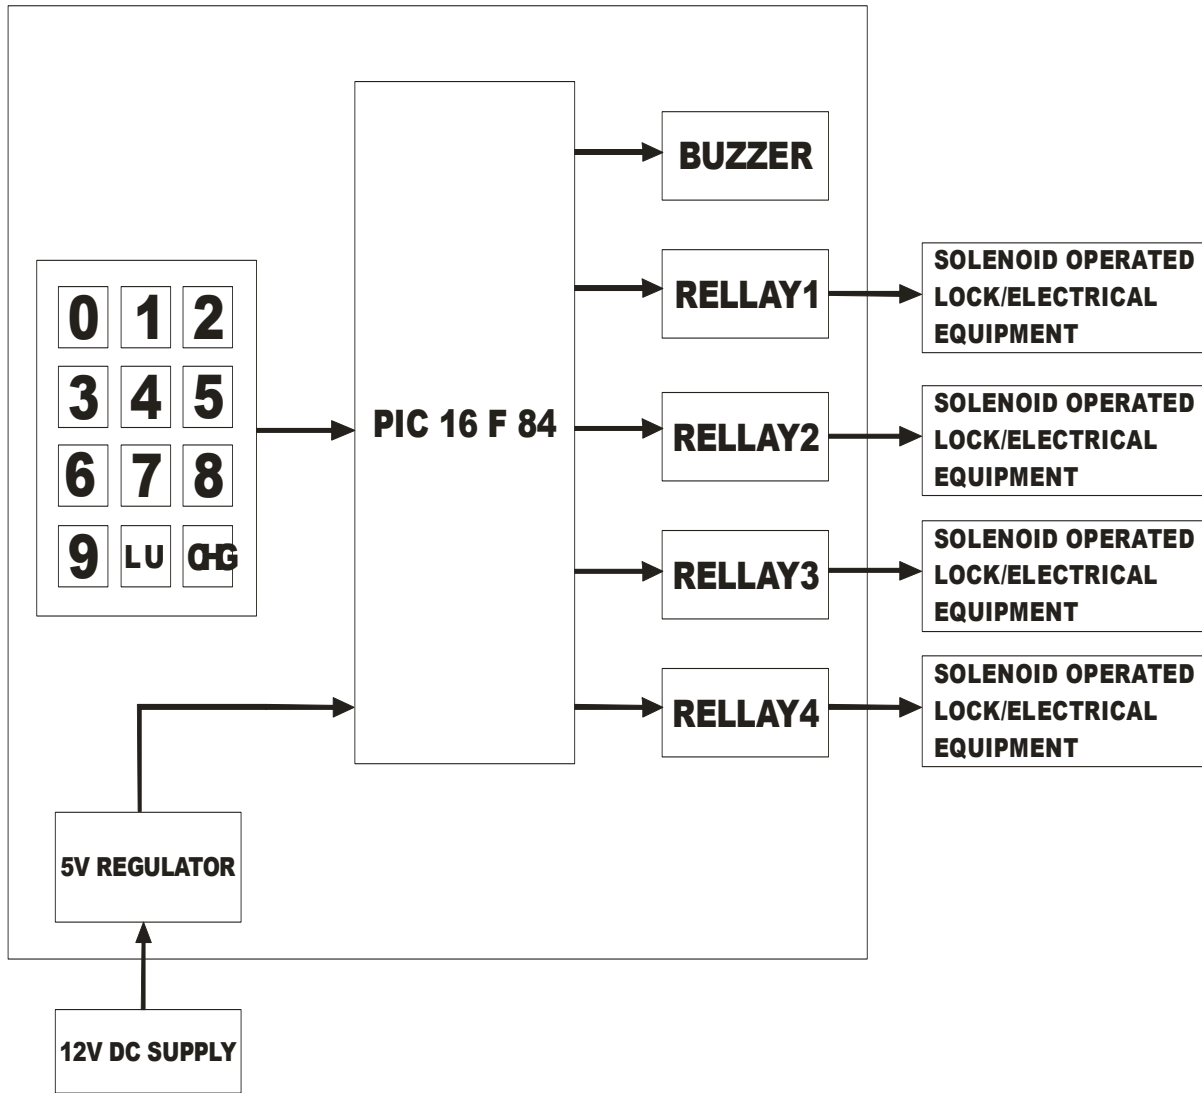 BUZZER
SOLENOID OPERATED
LOCK/ELECTRICAL
EQUIPMENT
RELLAY1
0 1 2
3 4 5
6 7 8
9 LU CHG
PIC 16 F 84
SOLENOID OPERATED
LOCK/ELECTRICAL
EQUIPMENT
RELLAY2
SOLENOID OPERATED
LOCK/ELECTRICAL
EQUIPMENT
RELLAY3
SOLENOID OPERATED
LOCK/ELECTRICAL
EQUIPMENT
RELLAY4
5V REGULATOR
12V DC SUPPLY